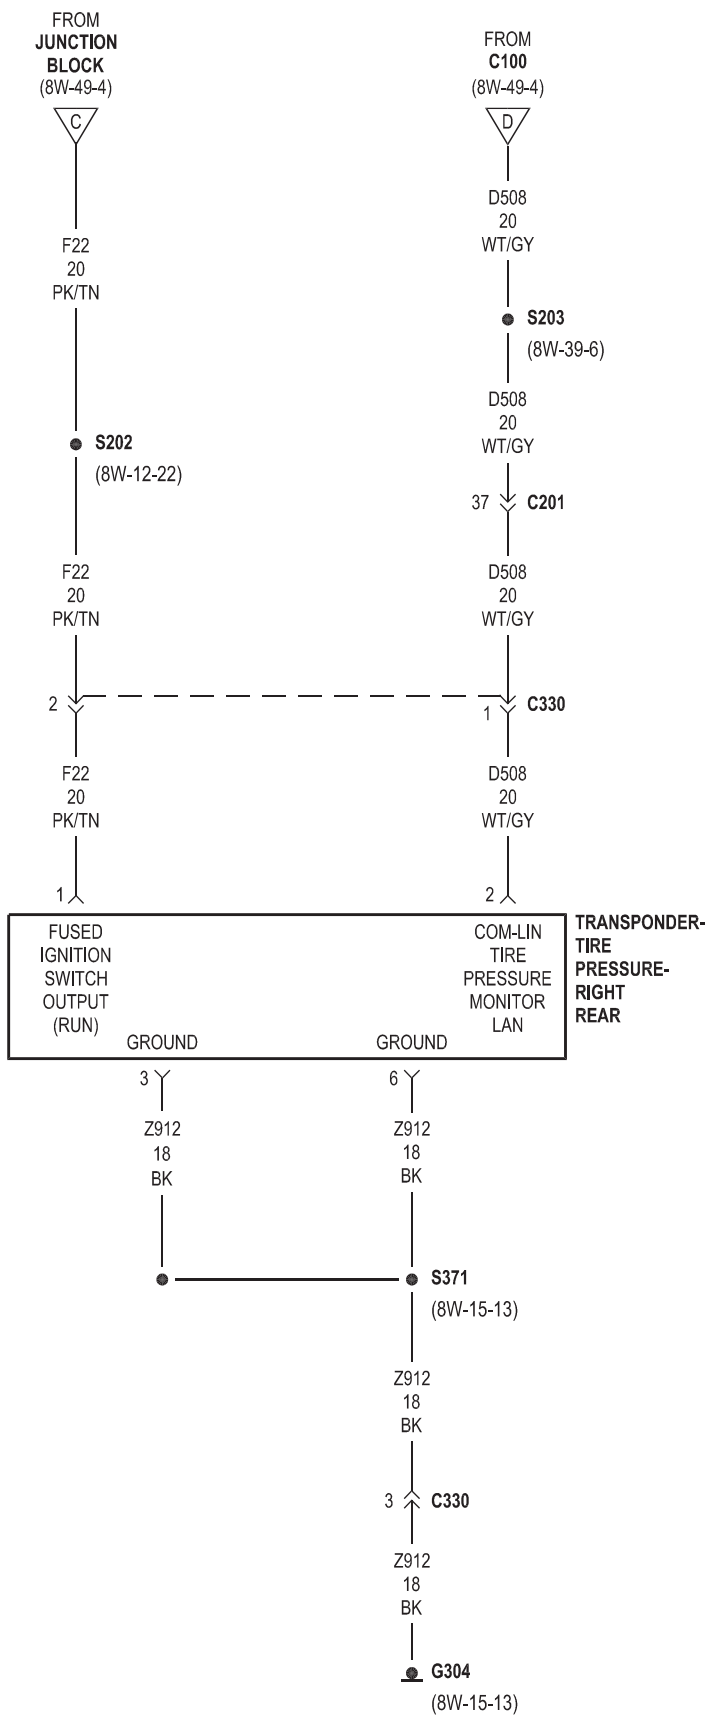 FROM
JUNCTION
BLOCK
(8W-49-4)
C
FROM
C100
(8W-49-4)
D
D508
20
WT/GY
F22
20
PK/TN
S203
(8W-39-6)
D508
20
WT/GY
S202
(8W-12-22)
37
C201
F22
20
PK/TN
D508
20
WT/GY
2
1
C330
F22
20
PK/TN
D508
20
WT/GY
1
2
FUSED
IGNITION
SWITCH
OUTPUT
(RUN)
COM-LIN
TIRE
PRESSURE
MONITOR
LAN
TRANSPONDER-
TIRE
PRESSURE-
RIGHT
REAR
GROUND
GROUND
3
6
Z912
18
BK
Z912
18
BK
S371
(8W-15-13)
Z912
18
BK
3
C330
Z912
18
BK
G304
(8W-15-13)